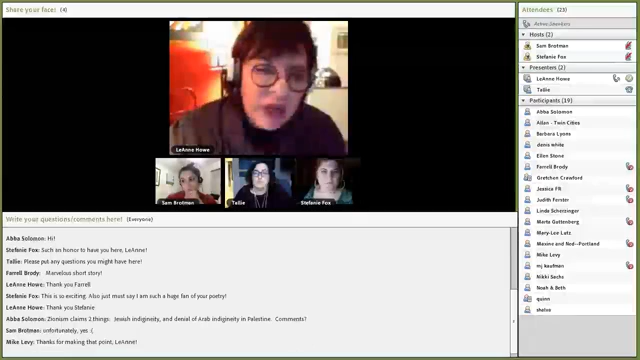 Share your face: (4)
LeAnne Howe
Sam Brotman
Tallie
Stefanie Fox
Write your questions/comments here! (Everyone)
Abba Solomon: Hi!
Stefanie Fox: Such an honor to have you here, LeAnne!
Tallie: Please put any questions you might have here!
Farrell Brody: Marvelous short story!
LeAnne Howe: Thank you Farrell
Stefanie Fox: This is so exciting. Also just must say I am such a huge fan of your poetry!
LeAnne Howe: Thank you Stefanie
Abba Solomon: Zionism claims 2 things: Jewish indigineity, and denial of Arab indigineity in Palestine. Comments?
Sam Brotman: unfortunately, yes :(
Mike Levy: Thanks for making that point, LeAnne!
Attendees (23)
Active Speakers
Hosts (2)
Sam Brotman
Stefanie Fox
Presenters (2)
LeAnne Howe
Tallie
Participants (19)
Abba Solomon
Allan - Twin Cities
Barbara Lyons
denis white
Ellen Stone
Farrell Brody
Gretchen Crawford
Jessica FR
Judith Ferster
Linda Scherzinger
Marta Guttenberg
Mary-Lee Lutz
Maxine and Ned--Portland
Mike Levy
mj kaufman
Nikki Sachs
Noah & Beth
quinn